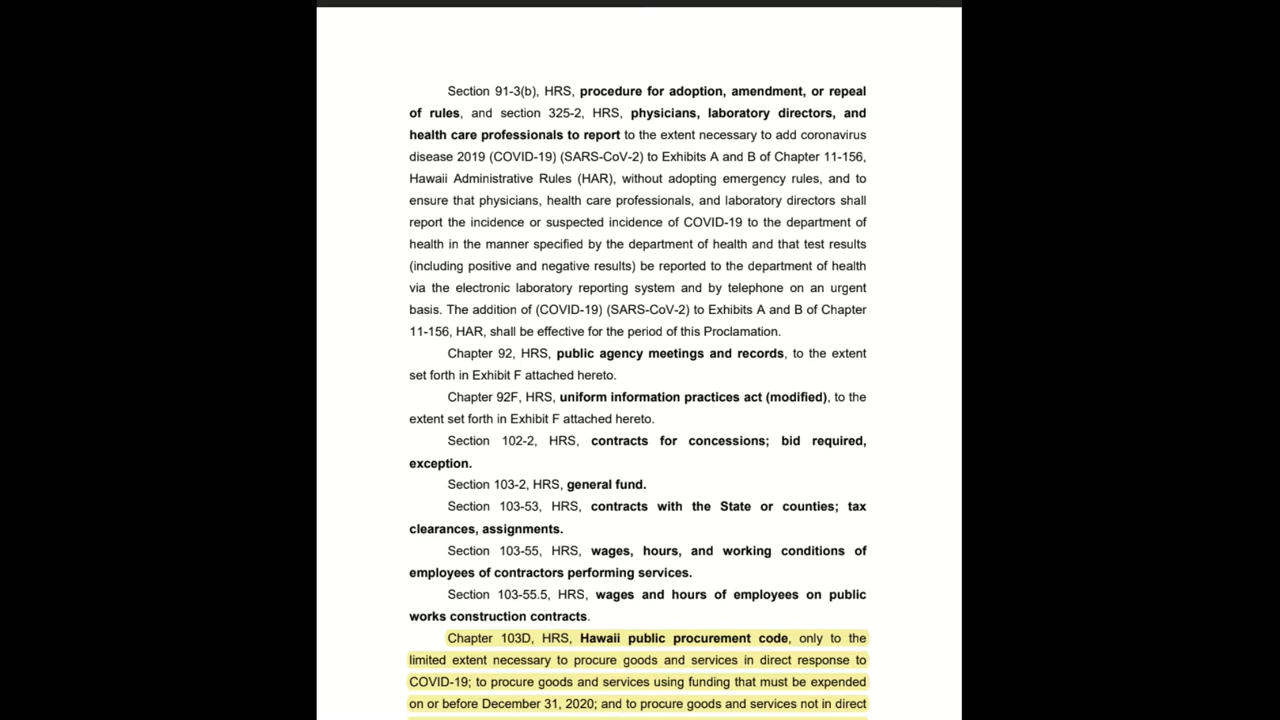 Section 91-3(b), HRS, procedure for adoption, amendment, or repeal
of rules, and section 325-2, HRS, physicians, laboratory directors, and
health care professionals to report to the extent necessary to add coronavirus
disease 2019 (COVID-19) (SARS-CoV-2) to Exhibits A and B of Chapter 11-156,
Hawaii Administrative Rules (HAR), without adopting emergency rules, and to
ensure that physicians, health care professionals, and laboratory directors shall
report the incidence or suspected incidence of COVID-19 to the department of
health in the manner specified by the department of health and that test results
(including positive and negative results) be reported to the department of health
via the electronic laboratory reporting system and by telephone on an urgent
basis. The addition of (COVID-19) (SARS-CoV-2) to Exhibits A and B of Chapter
11-156, HAR, shall be effective for the period of this Proclamation.
Chapter 92, HRS, public agency meetings and records, to the extent
set forth in Exhibit F attached hereto.
Chapter 92F, HRS, uniform information practices act (modified), to the
extent set forth in Exhibit F attached hereto.
Section 102-2, HRS, contracts for concessions; bid required,
exception.
Section 103-2, HRS, general fund.
Section 103-53, HRS, contracts with the State or counties; tax
clearances, assignments.
Section 103-55, HRS, wages, hours, and working conditions of
employees of contractors performing services.
Section 103-55.5, HRS, wages and hours of employees on public
works construction contracts.
Chapter 103D, HRS, Hawaii public procurement code, only to the
limited extent necessary to procure goods and services in direct response to
COVID-19; to procure goods and services using funding that must be expended
on or before December 31, 2020; and to procure goods and services not in direct